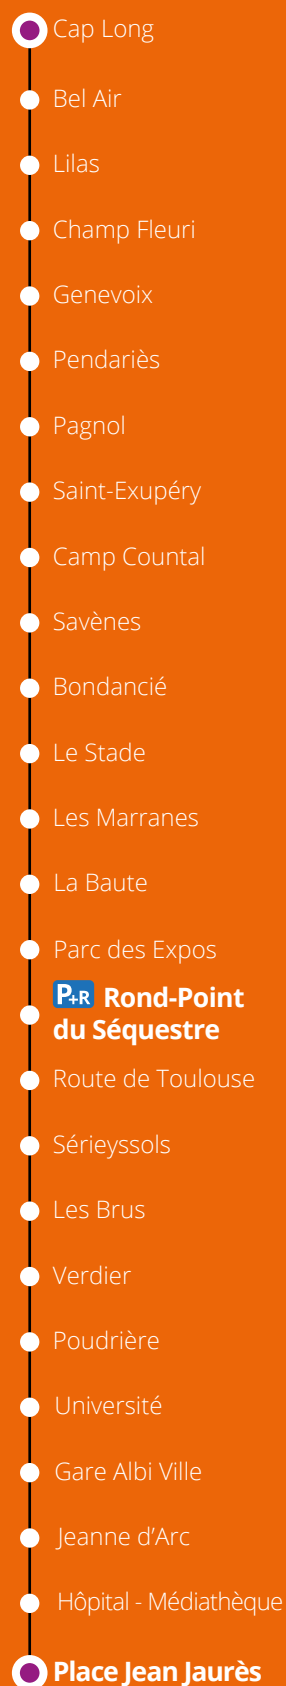 Cap Long
Bel Air
Lilas
Champ Fleuri
Genevoix
Pendariès
Pagnol
Saint-Exupéry
Camp Countal
Savènes
Bondancié
Le Stade
Les Marranes
La Baute
Parc des Expos
P+R Rond-Point
du Séquestre
Route de Toulouse
Sérieyssols
Les Brus
Verdier
Poudrière
Université
Gare Albi Ville
Jeanne d'Arc
Hôpital - Médiathèque
Place Jean Jaurès